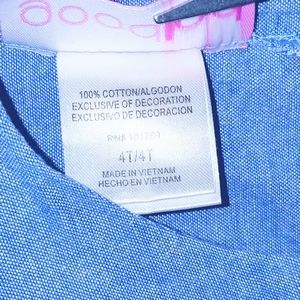 100% COTTON/ALGODON
EXCLUSIVE OF DECORATION
EXCLUSIVO DE DECORACION
4T/4T
MADE IN VIETNAM
HECHO EN VIETNAM